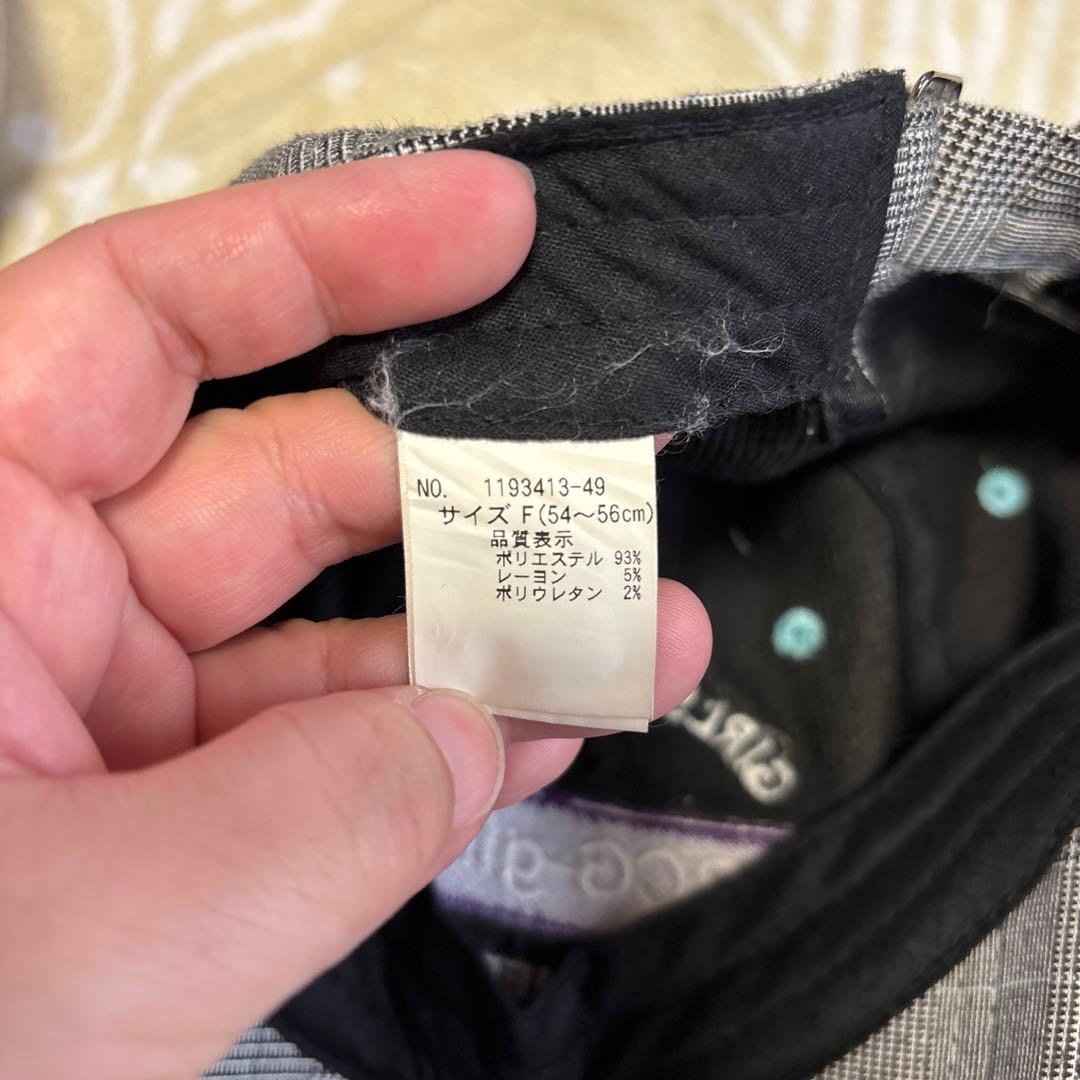 NO. 1193413-49
サイズ F(54～56cm)
品質表示
ポリエステル 93%
レーヨン 5%
ポリウレタン 2%